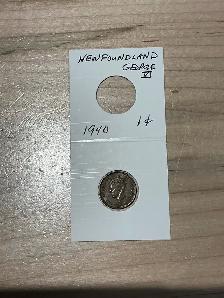 NEWFOUNDLAND
GEORGE
VI
1940 1¢